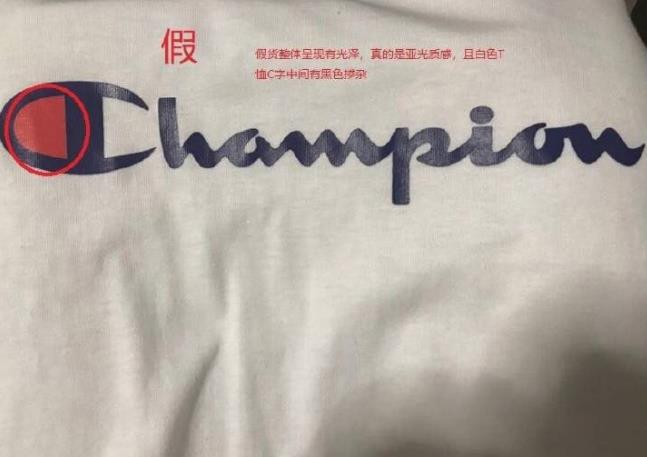 假
假货整体呈现有光泽，真的是亚光质感，且白色T
恤C字中间有黑色掺杂
Champion